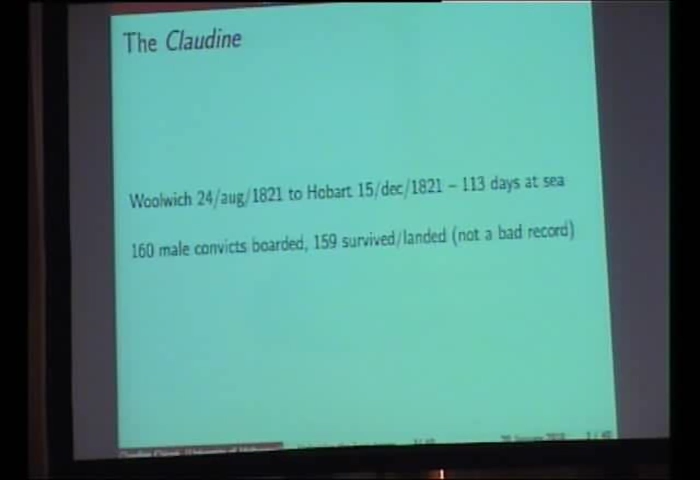 The Claudine
Woolwich 24/aug/1821 to Hobart 15/dec/1821 – 113 days at sea
160 male convicts boarded, 159 survived/landed (not a bad record)